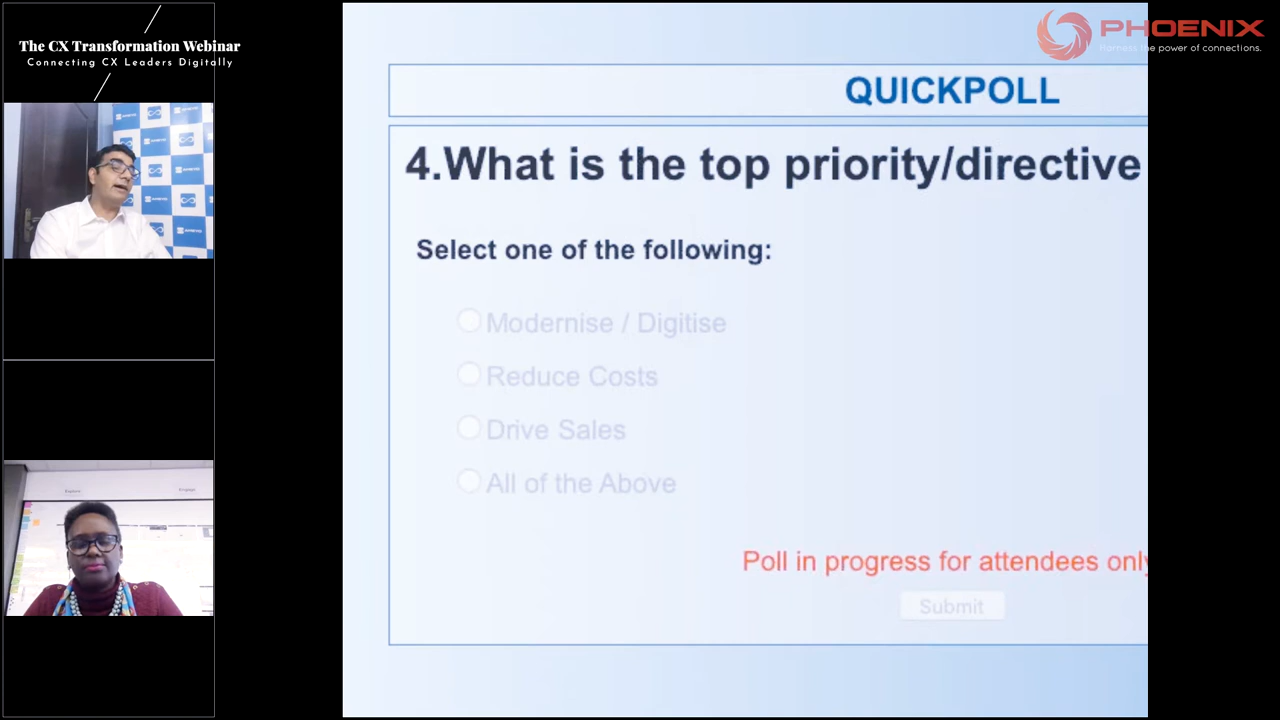 The CX Transformation Webinar
Connecting CX Leaders Digitally
PHOENIX
Harness the power of connections.
QUICKPOLL
4.What is the top priority/directive
Select one of the following:
Modernise / Digitise
Reduce Costs
Drive Sales
All of the Above
Poll in progress for attendees only
Submit